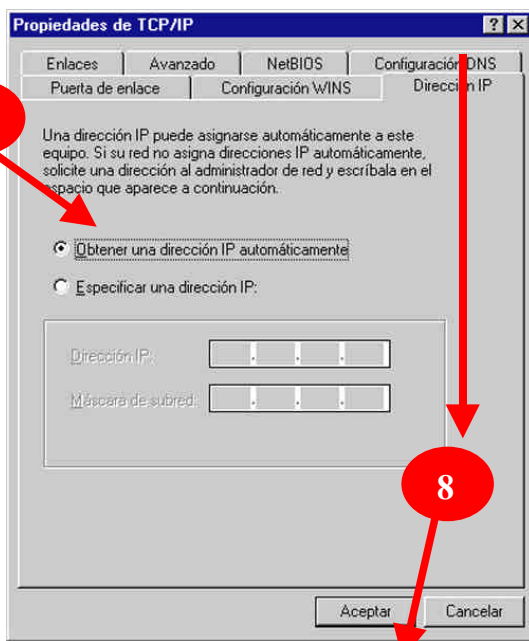 Propiedades de TCP/IP
Enlaces Avanzado NetBIOS Configuración DNS
Puerta de enlace Configuración WINS Dirección IP
Una dirección IP puede asignarse automáticamente a este
equipo. Si su red no asigna direcciones IP automáticamente,
solicite una dirección al administrador de red y escríbala en el
espacio que aparece a continuación.
Obtener una dirección IP automáticamente
Especificar una dirección IP:
Dirección IP:
Máscara de subred:
8
Aceptar Cancelar